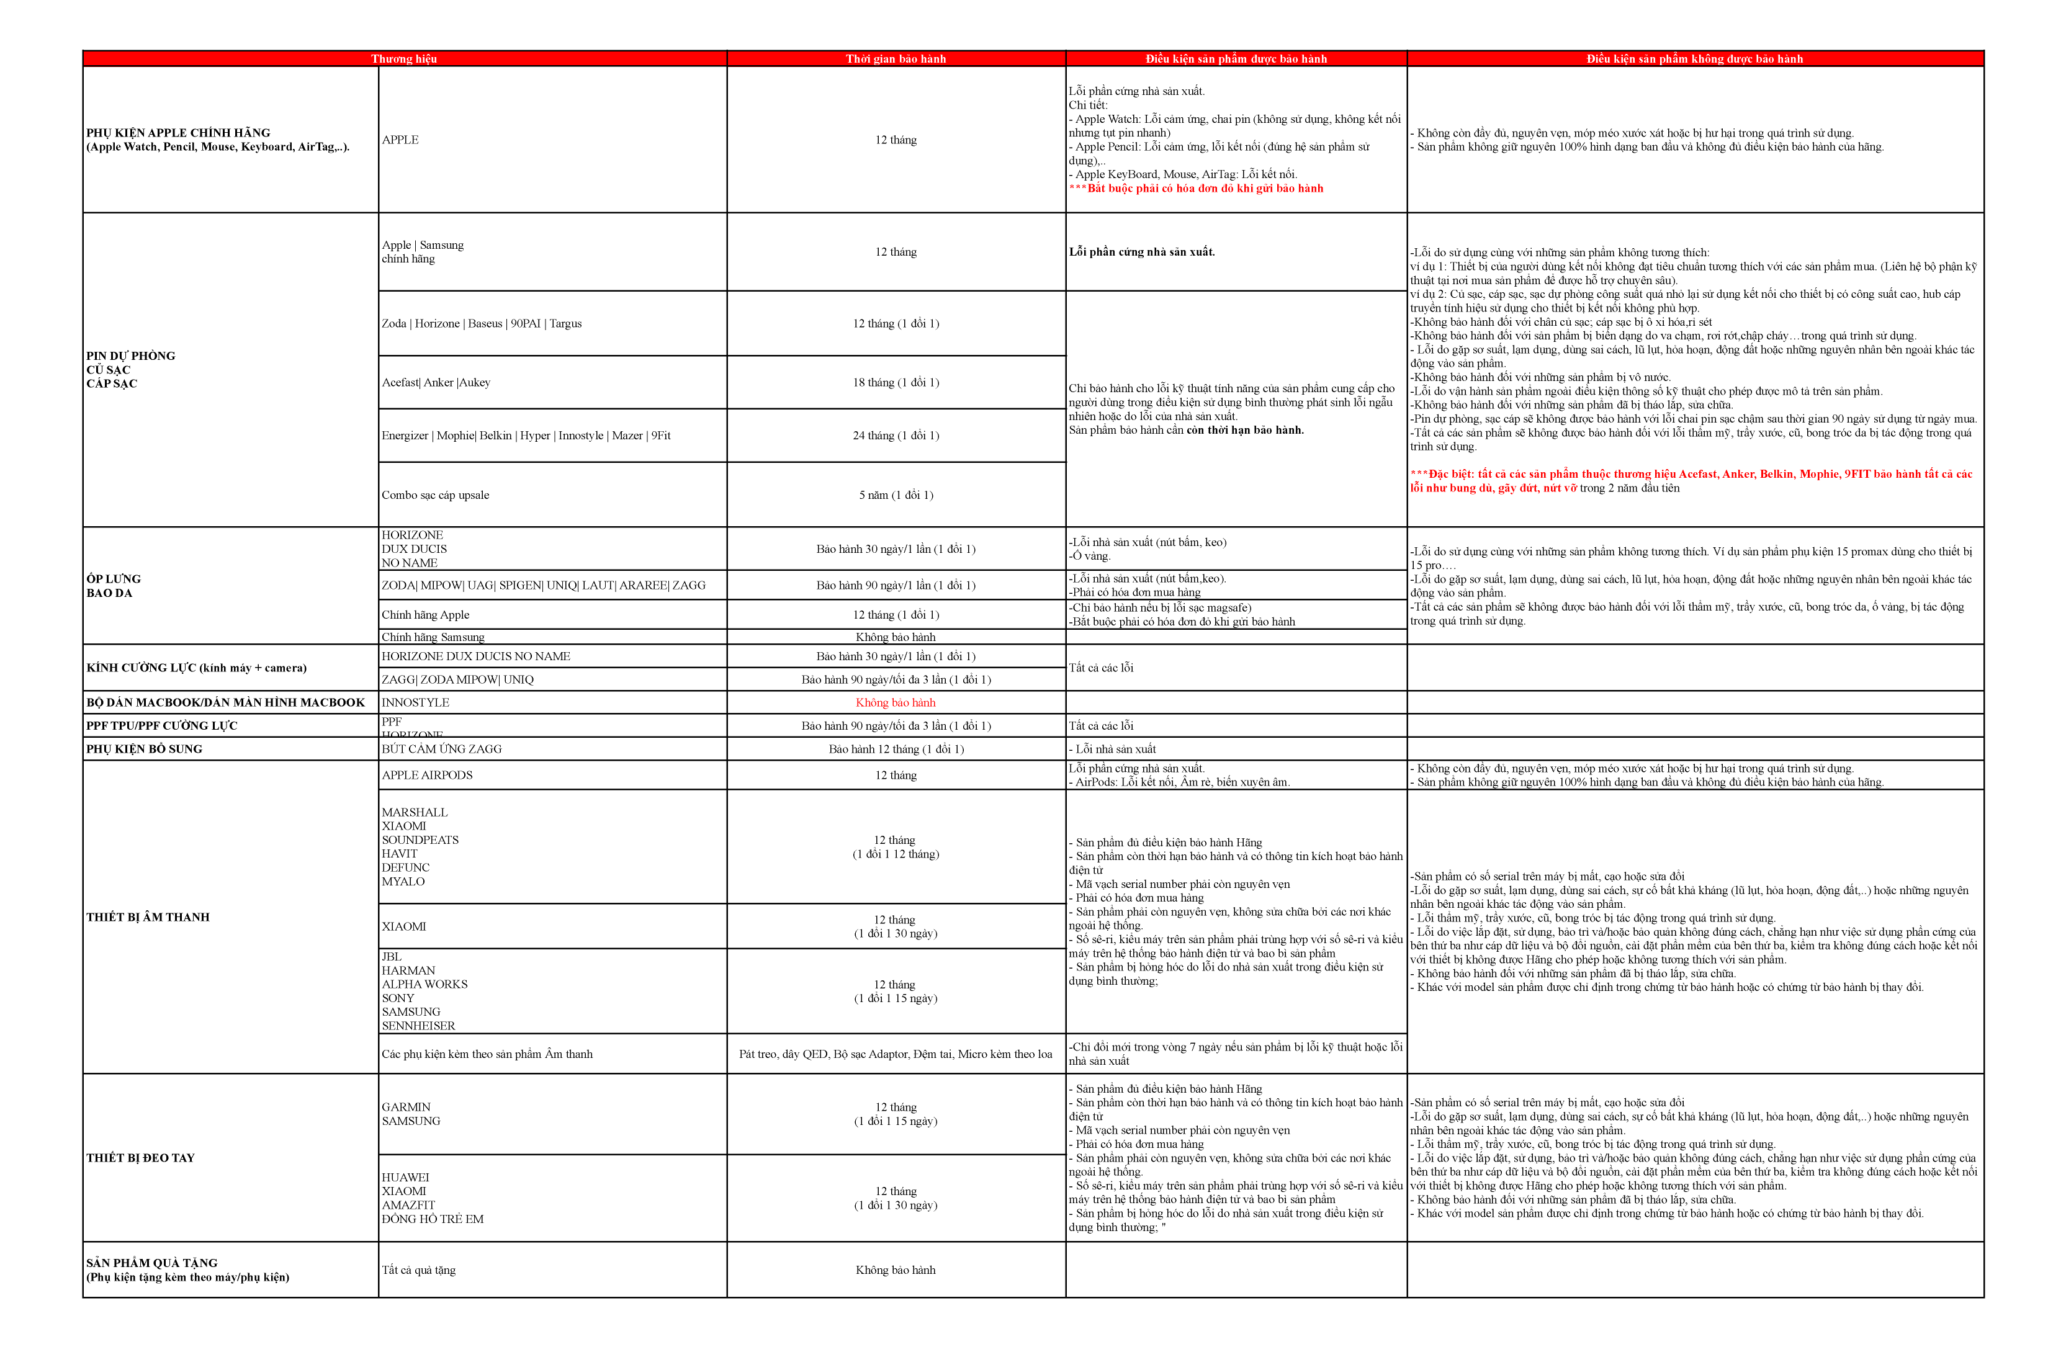 Thương hiệu
Thời gian bảo hành
Điều kiện sản phẩm được bảo hành
Điều kiện sản phẩm không được bảo hành
PHỤ KIỆN APPLE CHÍNH HÃNG
(Apple Watch, Pencil, Mouse, Keyboard, AirTag,..).
APPLE
12 tháng
Lỗi phần cứng nhà sản xuất.
Chi tiết:
- Apple Watch: Lỗi cảm ứng, chai pin (không sử dụng, không kết nối
nhưng tụt pin nhanh)
- Apple Pencil: Lỗi cảm ứng, lỗi kết nối (đúng hệ sản phẩm sử
dụng),..
- Apple KeyBoard, Mouse, AirTag: Lỗi kết nối.
***Bắt buộc phải có hóa đơn đỏ khi gửi bảo hành
- Không còn đầy đủ, nguyên vẹn, móp méo xước xát hoặc bị hư hại trong quá trình sử dụng.
- Sản phẩm không giữ nguyên 100% hình dạng ban đầu và không đủ điều kiện bảo hành của hãng.
PIN DỰ PHÒNG
CỦ SẠC
CÁP SẠC
Apple | Samsung
chính hãng
12 tháng
Lỗi phần cứng nhà sản xuất.
Zoda | Horizone | Baseus | 90PAI | Targus
12 tháng (1 đổi 1)
Acefast| Anker |Aukey
18 tháng (1 đổi 1)
Energizer | Mophie| Belkin | Hyper | Innostyle | Mazer | 9Fit
24 tháng (1 đổi 1)
Combo sạc cáp upsale
5 năm (1 đổi 1)
Chỉ bảo hành cho lỗi kỹ thuật tính năng của sản phẩm cung cấp cho
người dùng trong điều kiện sử dụng bình thường phát sinh lỗi ngẫu
nhiên hoặc do lỗi của nhà sản xuất.
Sản phẩm bảo hành cần còn thời hạn bảo hành.
-Lỗi do sử dụng cùng với những sản phẩm không tương thích:
ví dụ 1: Thiết bị của người dùng kết nối không đạt tiêu chuẩn tương thích với các sản phẩm mua. (Liên hệ bộ phận kỹ
thuật tại nơi mua sản phẩm để được hỗ trợ chuyên sâu).
ví dụ 2: Củ sạc, cáp sạc, sạc dự phòng công suất quá nhỏ lại sử dụng kết nối cho thiết bị có công suất cao, hub cáp
truyền tính hiệu sử dụng cho thiết bị kết nối không phù hợp.
-Không bảo hành đối với chân củ sạc; cáp sạc bị ô xi hóa,rỉ sét
-Không bảo hành đối với sản phẩm bị biến dạng do va chạm, rơi rớt,chập cháy…trong quá trình sử dụng.
- Lỗi do gặp sơ suất, lạm dụng, dùng sai cách, lũ lụt, hỏa hoạn, động đất hoặc những nguyên nhân bên ngoài khác tác
động vào sản phẩm.
-Không bảo hành đối với những sản phẩm bị vô nước.
-Lỗi do vận hành sản phẩm ngoài điều kiện thông số kỹ thuật cho phép được mô tả trên sản phẩm.
-Không bảo hành đối với những sản phẩm đã bị tháo lắp, sửa chữa.
-Pin dự phòng, sạc cáp sẽ không được bảo hành với lỗi chai pin sạc chậm sau thời gian 90 ngày sử dụng từ ngày mua.
-Tất cả các sản phẩm sẽ không được bảo hành đối với lỗi thẩm mỹ, trầy xước, cũ, bong tróc da bị tác động trong quá
trình sử dụng.
***Đặc biệt: tất cả các sản phẩm thuộc thương hiệu Acefast, Anker, Belkin, Mophie, 9FIT bảo hành tất cả các
lỗi như bung dù, gãy đứt, nứt vỡ trong 2 năm đầu tiên
ỐP LƯNG
BAO DA
HORIZONE
DUX DUCIS
NO NAME
Bảo hành 30 ngày/1 lần (1 đổi 1)
-Lỗi nhà sản xuất (nút bấm, keo)
-Ố vàng.
ZODA| MIPOW| UAG| SPIGEN| UNIQ| LAUT| ARAREE| ZAGG
Bảo hành 90 ngày/1 lần (1 đổi 1)
-Lỗi nhà sản xuất (nút bấm,keo).
-Phải có hóa đơn mua hàng
Chính hãng Apple
12 tháng (1 đổi 1)
-Chỉ bảo hành nếu bị lỗi sạc magsafe)
-Bắt buộc phải có hóa đơn đỏ khi gửi bảo hành
Chính hãng Samsung
Không bảo hành
-Lỗi do sử dụng cùng với những sản phẩm không tương thích. Ví dụ sản phẩm phụ kiện 15 promax dùng cho thiết bị
15 pro….
-Lỗi do gặp sơ suất, lạm dụng, dùng sai cách, lũ lụt, hỏa hoạn, động đất hoặc những nguyên nhân bên ngoài khác tác
động vào sản phẩm.
-Tất cả các sản phẩm sẽ không được bảo hành đối với lỗi thẩm mỹ, trầy xước, cũ, bong tróc da, ố vàng, bị tác động
trong quá trình sử dụng.
KÍNH CƯỜNG LỰC (kính máy + camera)
HORIZONE DUX DUCIS NO NAME
Bảo hành 30 ngày/1 lần (1 đổi 1)
ZAGG| ZODA MIPOW| UNIQ
Bảo hành 90 ngày/tối đa 3 lần (1 đổi 1)
Tất cả các lỗi
BỘ DÁN MACBOOK/DÁN MÀN HÌNH MACBOOK
INNOSTYLE
Không bảo hành
PPF TPU/PPF CƯỜNG LỰC
PPF
HORIZONE
Bảo hành 90 ngày/tối đa 3 lần (1 đổi 1)
Tất cả các lỗi
PHỤ KIỆN BỔ SUNG
BÚT CẢM ỨNG ZAGG
Bảo hành 12 tháng (1 đổi 1)
- Lỗi nhà sản xuất
THIẾT BỊ ÂM THANH
APPLE AIRPODS
12 tháng
Lỗi phần cứng nhà sản xuất.
- AirPods: Lỗi kết nối, Âm rè, biến xuyên âm.
- Không còn đầy đủ, nguyên vẹn, móp méo xước xát hoặc bị hư hại trong quá trình sử dụng.
- Sản phẩm không giữ nguyên 100% hình dạng ban đầu và không đủ điều kiện bảo hành của hãng.
MARSHALL
XIAOMI
SOUNDPEATS
HAVIT
DEFUNC
MYALO
12 tháng
(1 đổi 1 12 tháng)
XIAOMI
12 tháng
(1 đổi 1 30 ngày)
JBL
HARMAN
ALPHA WORKS
SONY
SAMSUNG
SENNHEISER
12 tháng
(1 đổi 1 15 ngày)
- Sản phẩm đủ điều kiện bảo hành Hãng
- Sản phẩm còn thời hạn bảo hành và có thông tin kích hoạt bảo hành
điện tử
- Mã vạch serial number phải còn nguyên vẹn
- Phải có hóa đơn mua hàng
- Sản phẩm phải còn nguyên vẹn, không sửa chữa bởi các nơi khác
ngoài hệ thống.
- Số sê-ri, kiểu máy trên sản phẩm phải trùng hợp với số sê-ri và kiểu
máy trên hệ thống bảo hành điện tử và bao bì sản phẩm
- Sản phẩm bị hỏng hóc do lỗi do nhà sản xuất trong điều kiện sử
dụng bình thường;
-Sản phẩm có số serial trên máy bị mất, cạo hoặc sửa đổi
-Lỗi do gặp sơ suất, lạm dụng, dùng sai cách, sự cố bất khả kháng (lũ lụt, hỏa hoạn, động đất,..) hoặc những nguyên
nhân bên ngoài khác tác động vào sản phẩm.
- Lỗi thẩm mỹ, trầy xước, cũ, bong tróc bị tác động trong quá trình sử dụng.
- Lỗi do việc lắp đặt, sử dụng, bảo trì và/hoặc bảo quản không đúng cách, chẳng hạn như việc sử dụng phần cứng của
bên thứ ba như cáp dữ liệu và bộ đổi nguồn, cài đặt phần mềm của bên thứ ba, kiểm tra không đúng cách hoặc kết nối
với thiết bị không được Hãng cho phép hoặc không tương thích với sản phẩm.
- Không bảo hành đối với những sản phẩm đã bị tháo lắp, sửa chữa.
- Khác với model sản phẩm được chỉ định trong chứng từ bảo hành hoặc có chứng từ bảo hành bị thay đổi.
Các phụ kiện kèm theo sản phẩm Âm thanh
Pát treo, dây QED, Bộ sạc Adaptor, Đệm tai, Micro kèm theo loa
-Chỉ đổi mới trong vòng 7 ngày nếu sản phẩm bị lỗi kỹ thuật hoặc lỗi
nhà sản xuất
THIẾT BỊ ĐEO TAY
GARMIN
SAMSUNG
12 tháng
(1 đổi 1 15 ngày)
HUAWEI
XIAOMI
AMAZFIT
ĐỒNG HỒ TRẺ EM
12 tháng
(1 đổi 1 30 ngày)
- Sản phẩm đủ điều kiện bảo hành Hãng
- Sản phẩm còn thời hạn bảo hành và có thông tin kích hoạt bảo hành
điện tử
- Mã vạch serial number phải còn nguyên vẹn
- Phải có hóa đơn mua hàng
- Sản phẩm phải còn nguyên vẹn, không sửa chữa bởi các nơi khác
ngoài hệ thống.
- Số sê-ri, kiểu máy trên sản phẩm phải trùng hợp với số sê-ri và kiểu
máy trên hệ thống bảo hành điện tử và bao bì sản phẩm
- Sản phẩm bị hỏng hóc do lỗi do nhà sản xuất trong điều kiện sử
dụng bình thường; "
-Sản phẩm có số serial trên máy bị mất, cạo hoặc sửa đổi
-Lỗi do gặp sơ suất, lạm dụng, dùng sai cách, sự cố bất khả kháng (lũ lụt, hỏa hoạn, động đất,..) hoặc những nguyên
nhân bên ngoài khác tác động vào sản phẩm.
- Lỗi thẩm mỹ, trầy xước, cũ, bong tróc bị tác động trong quá trình sử dụng.
- Lỗi do việc lắp đặt, sử dụng, bảo trì và/hoặc bảo quản không đúng cách, chẳng hạn như việc sử dụng phần cứng của
bên thứ ba như cáp dữ liệu và bộ đổi nguồn, cài đặt phần mềm của bên thứ ba, kiểm tra không đúng cách hoặc kết nối
với thiết bị không được Hãng cho phép hoặc không tương thích với sản phẩm.
- Không bảo hành đối với những sản phẩm đã bị tháo lắp, sửa chữa.
- Khác với model sản phẩm được chỉ định trong chứng từ bảo hành hoặc có chứng từ bảo hành bị thay đổi.
SẢN PHẨM QUÀ TẶNG
(Phụ kiện tặng kèm theo máy/phụ kiện)
Tất cả quà tặng
Không bảo hành